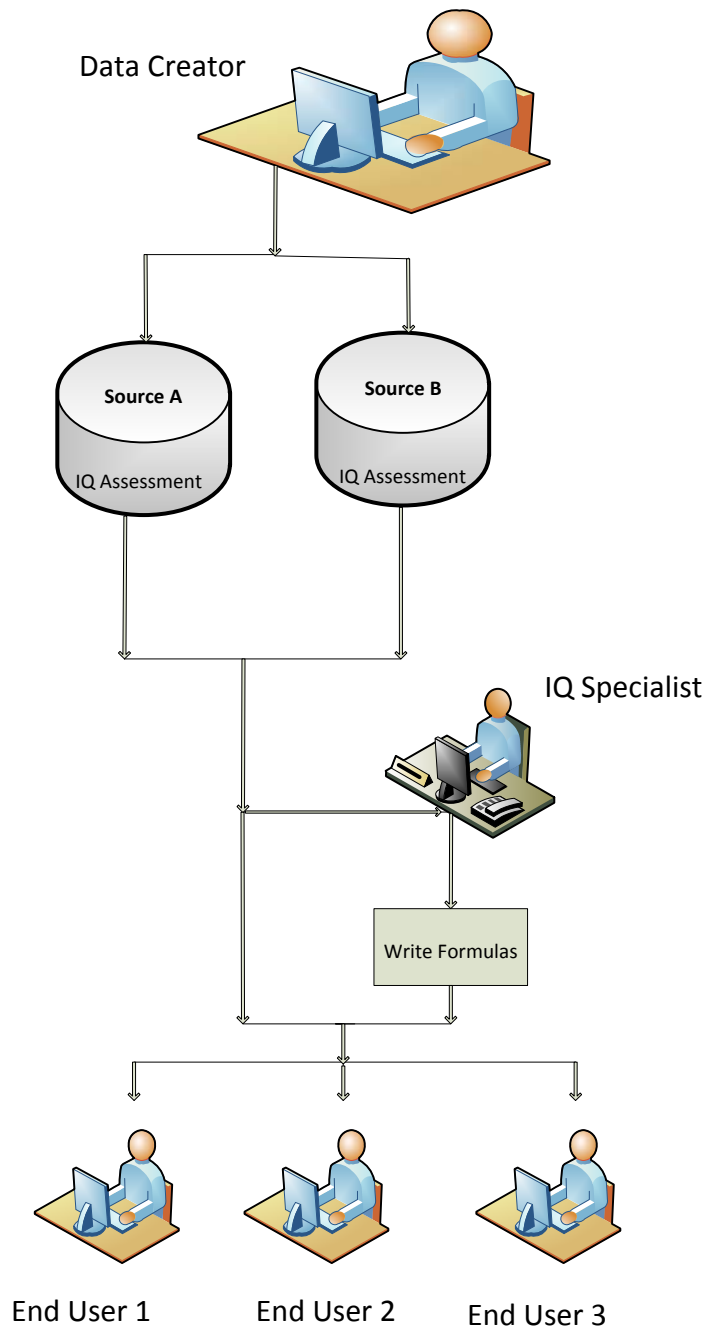 Data Creator
Source A
Source B
IQ Assessment
IQ Assessment
IQ Specialist
Write Formulas
End User 1
End User 2
End User 3